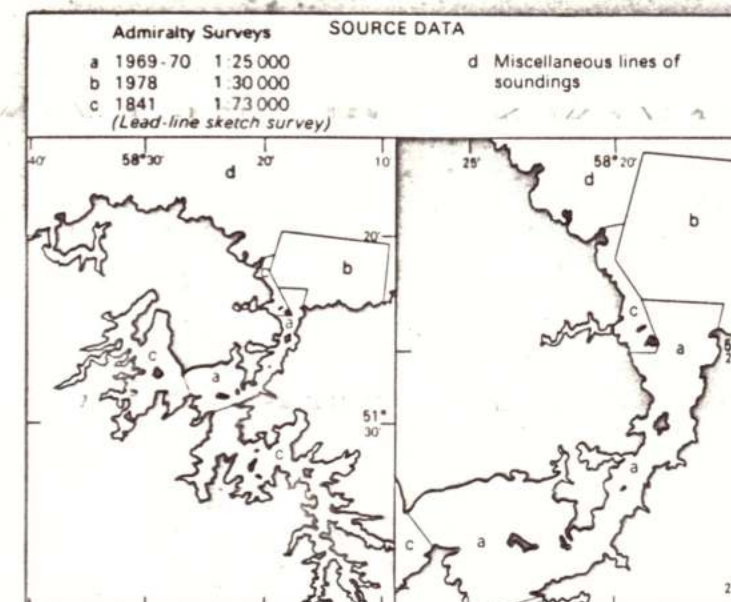 SOURCE DATA
Admiralty Surveys
a 1969-70 1:25 000
b 1978 1:30 000
c 1841 1:73 000
(Lead-line sketch survey)
d Miscellaneous lines of
soundings
40' 58° 30' 20' 10'
d
20'
b
c
a
c
a
51°
30'
c
25' 58° 20'
d
b
c
a
a
c
a